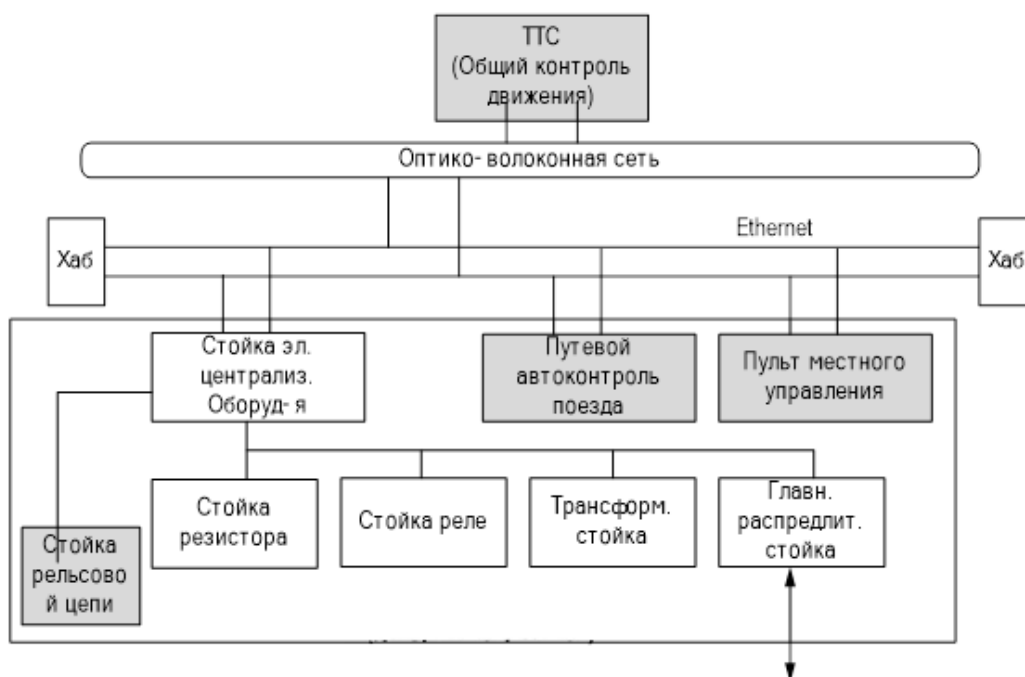 ТТС
(Общий контроль
движения)
Оптико- волоконная сеть
Ethernet
Хаб
Хаб
Стойка эл.
централиз.
Оборуд- я
Путевой
автоконтроль
поезда
Пульт местного
управления
Стойка
резистора
Стойка реле
Трансформ.
стойка
Главн.
распредлит.
стойка
Стойка
рельсово
й цепи